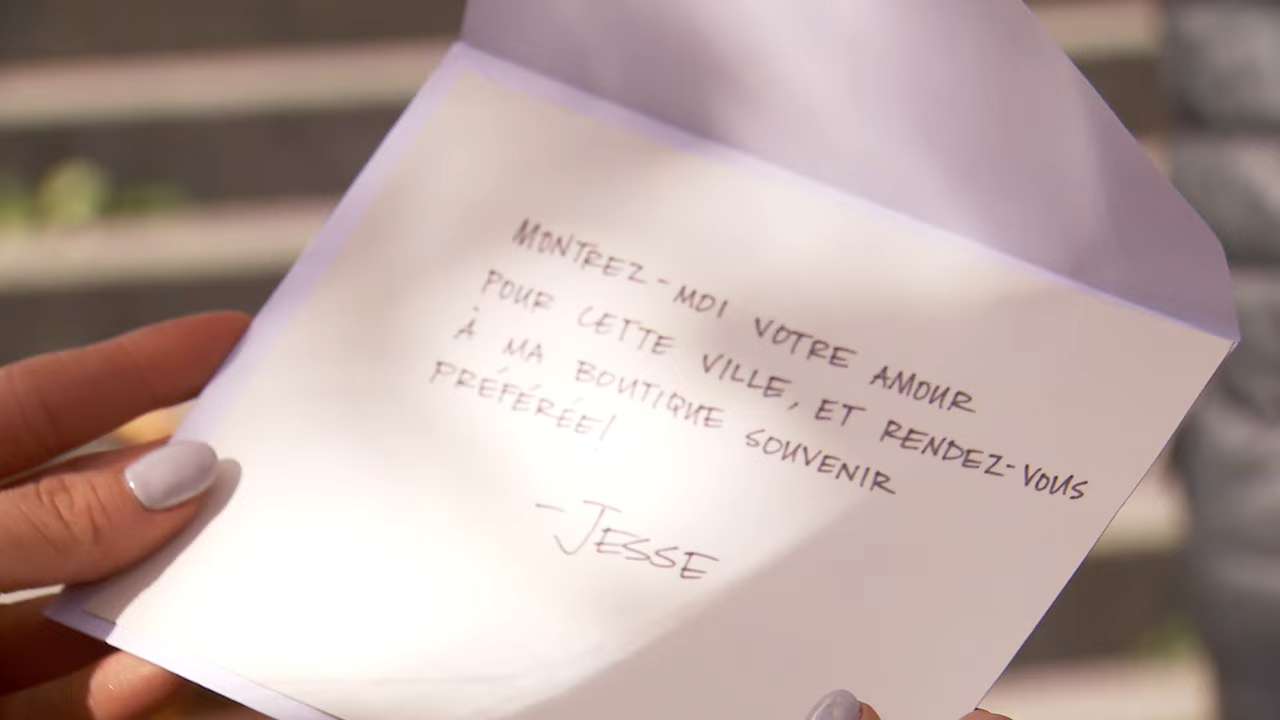 MONTREZ-MOI VOTRE AMOUR
POUR CETTE VILLE, ET RENDEZ-VOUS
À MA BOUTIQUE SOUVENIR
PRÉFÉRÉE!
-JESSE